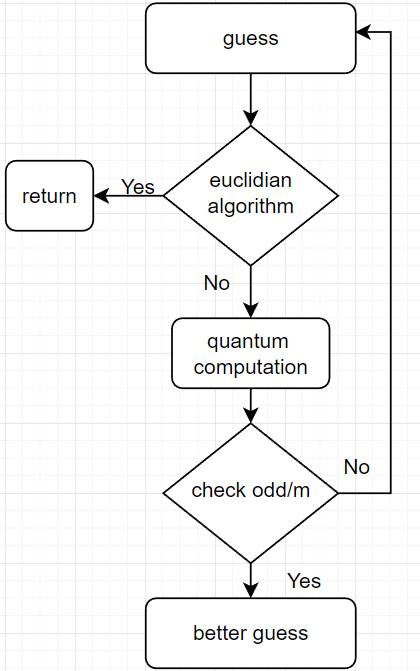 guess
euclidian
algorithm
Yes
return
No
quantum
computation
check odd/m
No
Yes
better guess